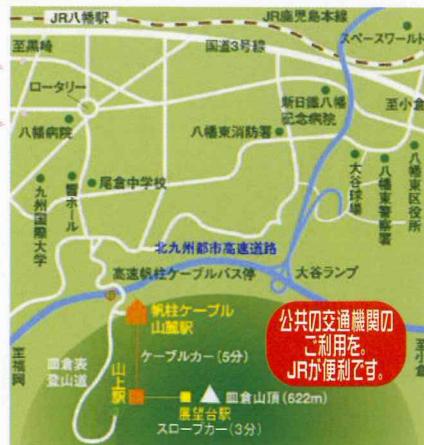 JR八幡駅
JR鹿児島本線
スペースワールド
至黒崎
国道3号線
ロータリー
新日鐵八幡
記念病院
至小倉
八幡病院
八幡東消防署
尾倉中学校
響ホール
九州国際大学
大谷球場
八幡東警察署
八幡東区役所
北九州都市高速道路
高速帆柱ケーブルバス停
大谷ランプ
帆柱ケーブル
山麓駅
公共の交通機関の
ご利用を。
JRが便利です。
至福岡
皿倉表
登山道
山上駅
ケーブルカー(5分)
至小倉
皿倉山頂(622m)
展望台駅
スロープカー(3分)